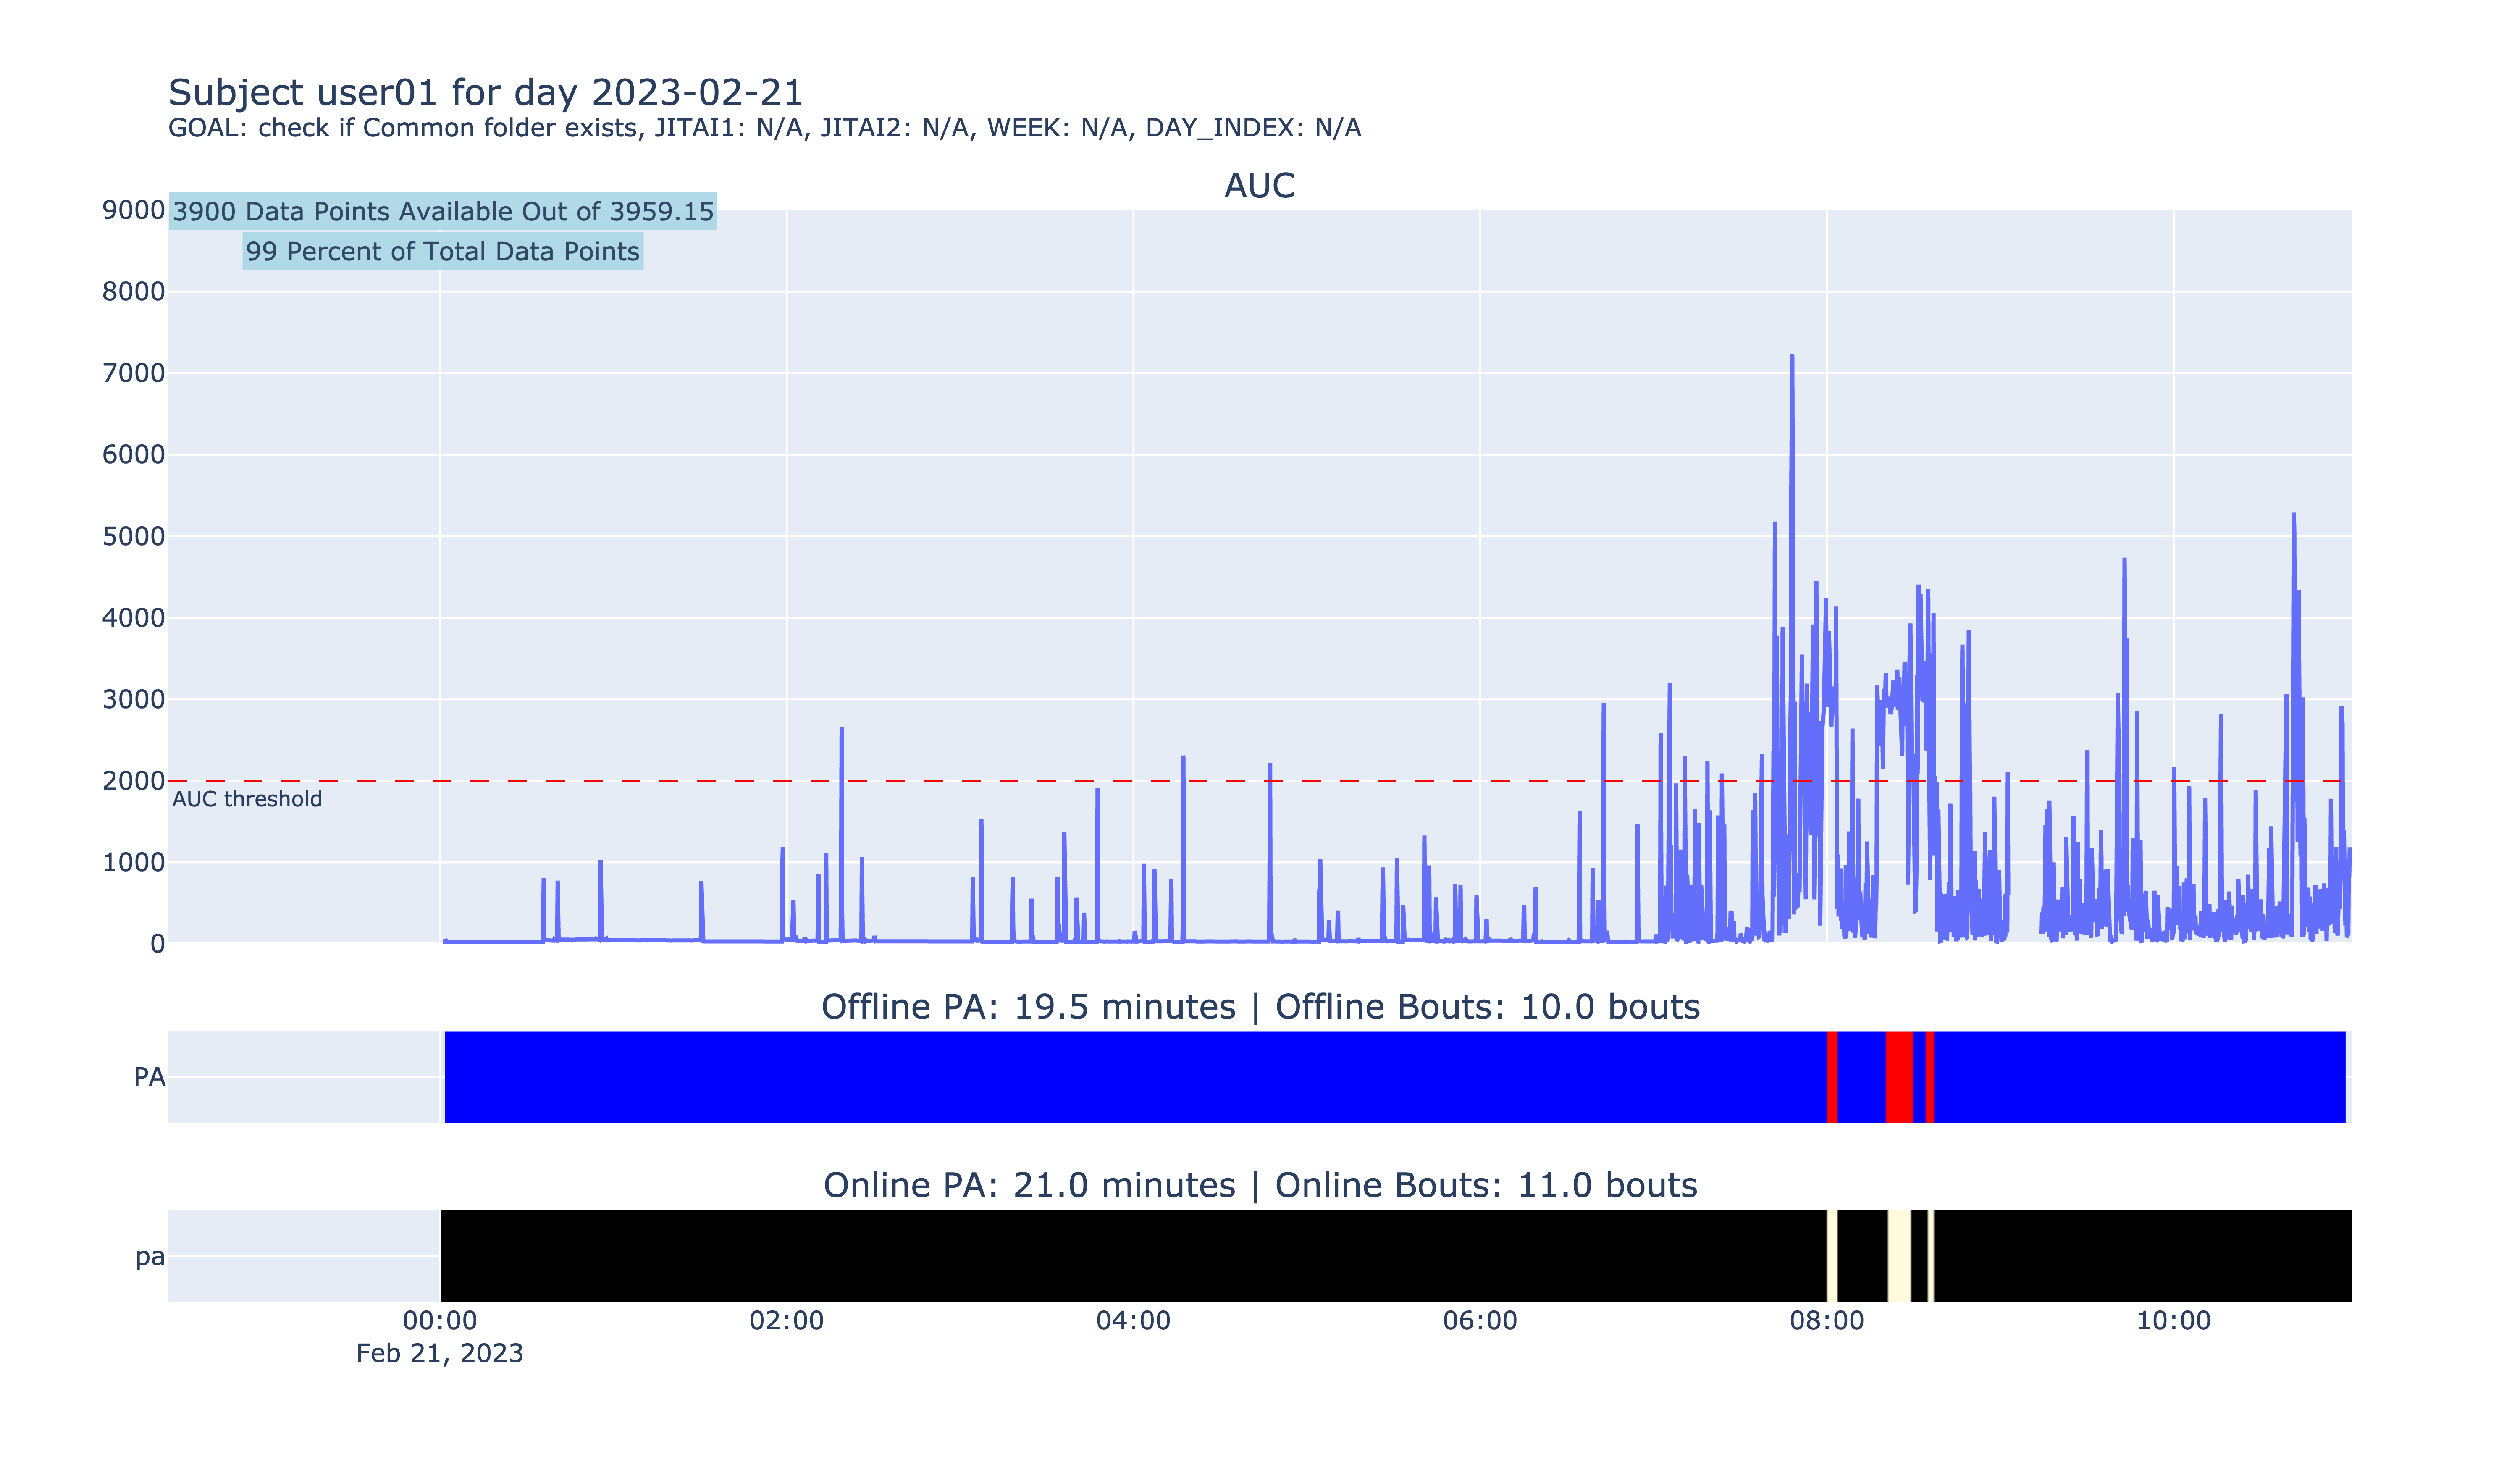 Subject user01 for day 2023-02-21
GOAL: check if Common folder exists, JITAI1: N/A, JITAI2: N/A, WEEK: N/A, DAY_INDEX: N/A
AUC
3900 Data Points Available Out of 3959.15
99 Percent of Total Data Points
9000
8000
7000
6000
5000
4000
3000
2000
AUC threshold
1000
0
Offline PA: 19.5 minutes | Offline Bouts: 10.0 bouts
PA
Online PA: 21.0 minutes | Online Bouts: 11.0 bouts
pa
00:00 02:00 04:00 06:00 08:00 10:00
Feb 21, 2023